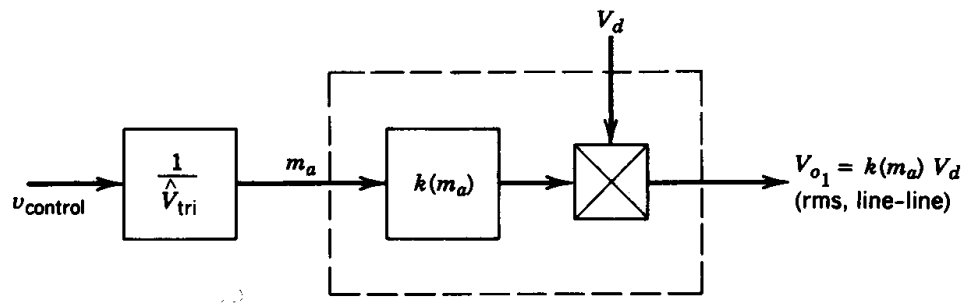 V_d
1
V̂_tri
m_a
k(m_a)
v_control
V_o₁ = k(m_a) V_d
(rms, line-line)